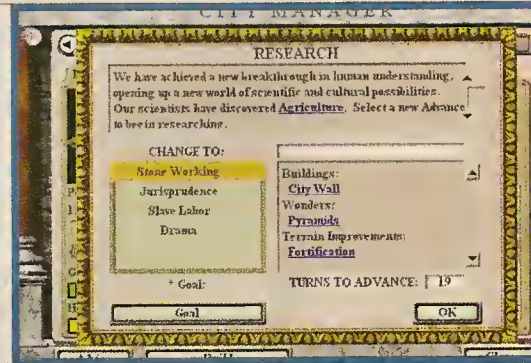 CITY MANAGER
RESEARCH
We have achieved a new breakthrough in human understanding,
opening up a new world of scientific and cultural possibilities.
Our scientists have discovered Agriculture. Select a new Advance
to begin researching.
CHANGE TO:
Stone Working
Jurisprudence
Slave Labor
Drama
* Goal:
Goal
Buildings:
City Wall
Wonders:
Pyramids
Terrain Improvements:
Fortification
TURNS TO ADVANCE: 19
OK